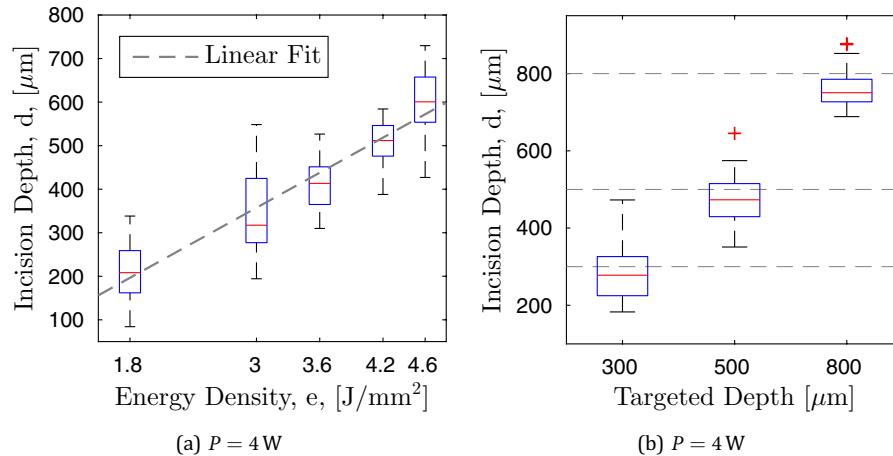 800
700
600
500
400
300
200
100
Incision Depth, d, [μm]
Linear Fit
1.8
3
3.6
4.2
4.6
Energy Density, e, [J/mm²]
(a) P = 4 W
800
600
400
200
Incision Depth, d, [μm]
300
500
800
Targeted Depth [μm]
(b) P = 4 W